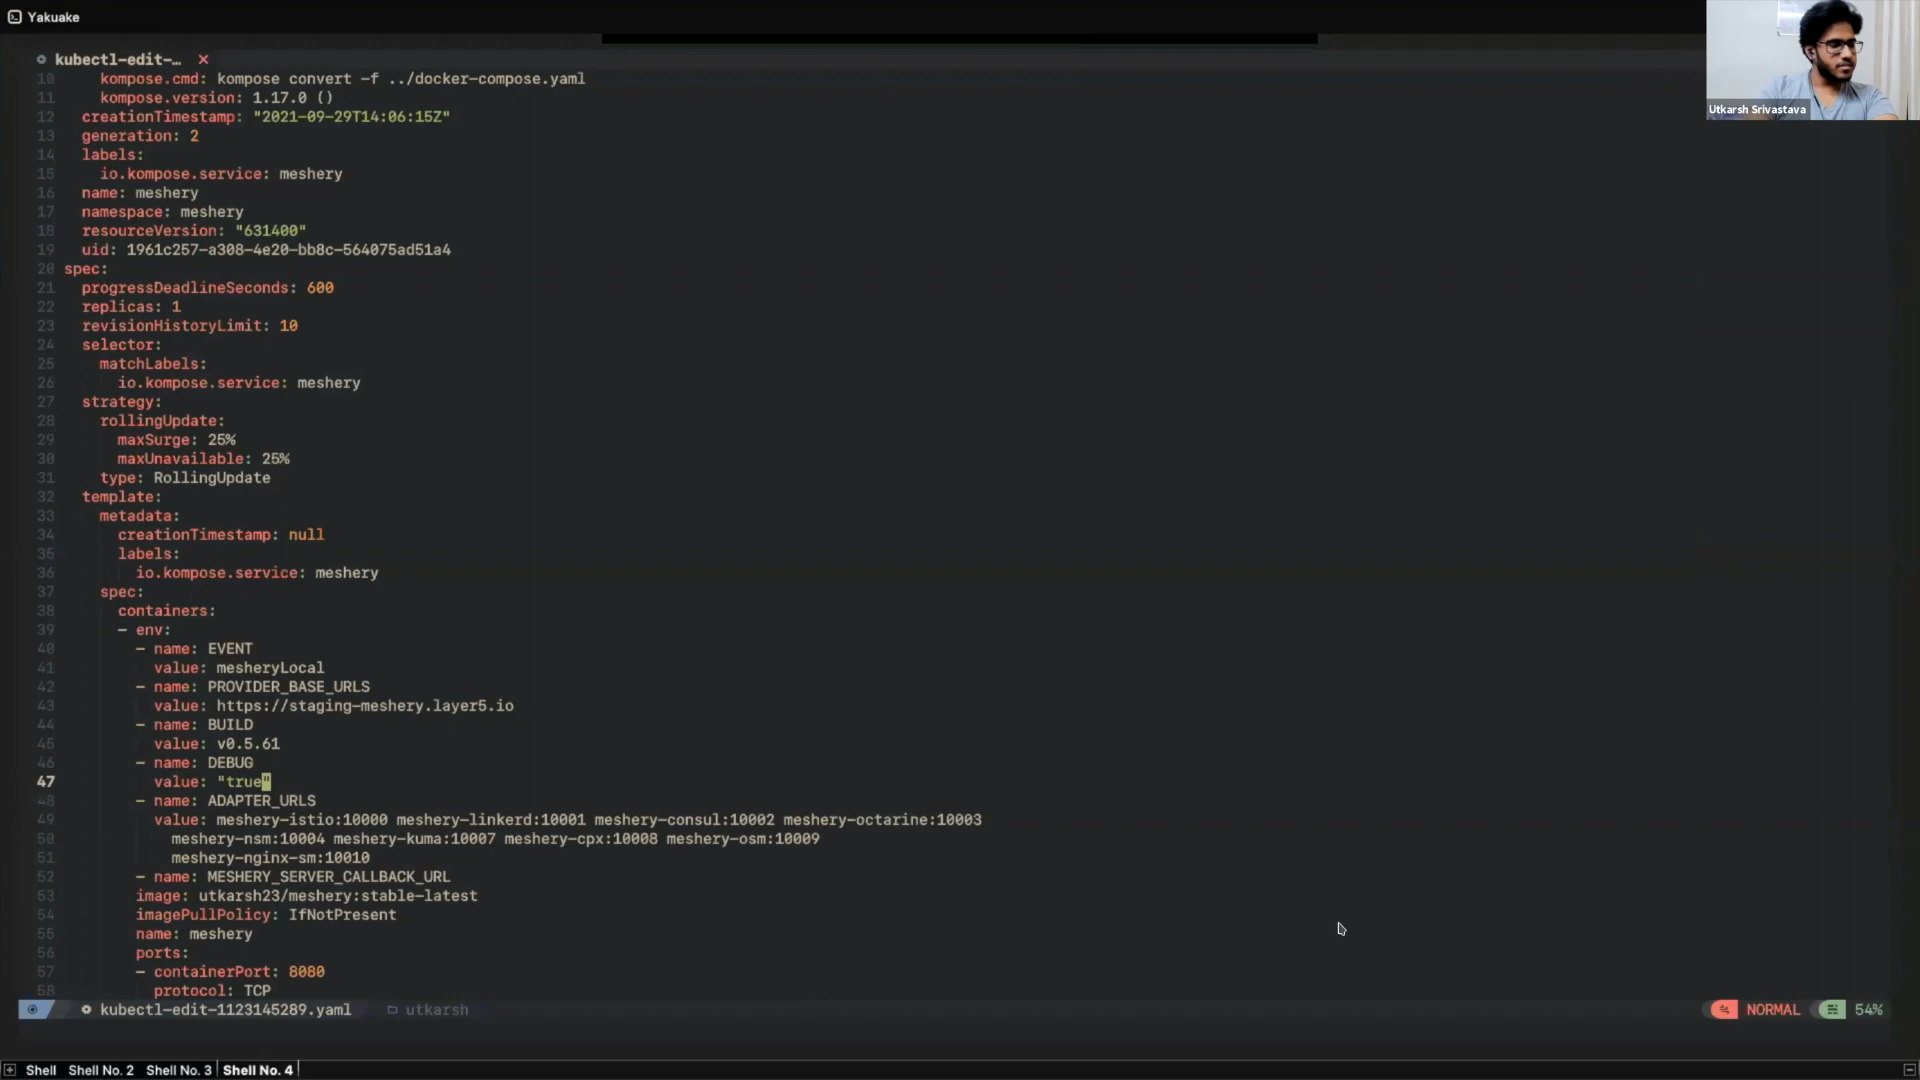 Yakuake
Utkarsh Srivastava
kubectl-edit-… ×
10 kompose.cmd: kompose convert -f ../docker-compose.yaml
11 kompose.version: 1.17.0 ()
12 creationTimestamp: "2021-09-29T14:06:15Z"
13 generation: 2
14 labels:
15 io.kompose.service: meshery
16 name: meshery
17 namespace: meshery
18 resourceVersion: "631400"
19 uid: 1961c257-a308-4e20-bb8c-564075ad51a4
20 spec:
21 progressDeadlineSeconds: 600
22 replicas: 1
23 revisionHistoryLimit: 10
24 selector:
25 matchLabels:
26 io.kompose.service: meshery
27 strategy:
28 rollingUpdate:
29 maxSurge: 25%
30 maxUnavailable: 25%
31 type: RollingUpdate
32 template:
33 metadata:
34 creationTimestamp: null
35 labels:
36 io.kompose.service: meshery
37 spec:
38 containers:
39 - env:
40 - name: EVENT
41 value: mesheryLocal
42 - name: PROVIDER_BASE_URLS
43 value: https://staging-meshery.layer5.io
44 - name: BUILD
45 value: v0.5.61
46 - name: DEBUG
47 value: "true"
48 - name: ADAPTER_URLS
49 value: meshery-istio:10000 meshery-linkerd:10001 meshery-consul:10002 meshery-octarine:10003
50 meshery-nsm:10004 meshery-kuma:10007 meshery-cpx:10008 meshery-osm:10009
51 meshery-nginx-sm:10010
52 - name: MESHERY_SERVER_CALLBACK_URL
53 image: utkarsh23/meshery:stable-latest
54 imagePullPolicy: IfNotPresent
55 name: meshery
56 ports:
57 - containerPort: 8080
58 protocol: TCP
kubectl-edit-1123145289.yaml utkarsh NORMAL 54%
Shell Shell No. 2 Shell No. 3 Shell No. 4